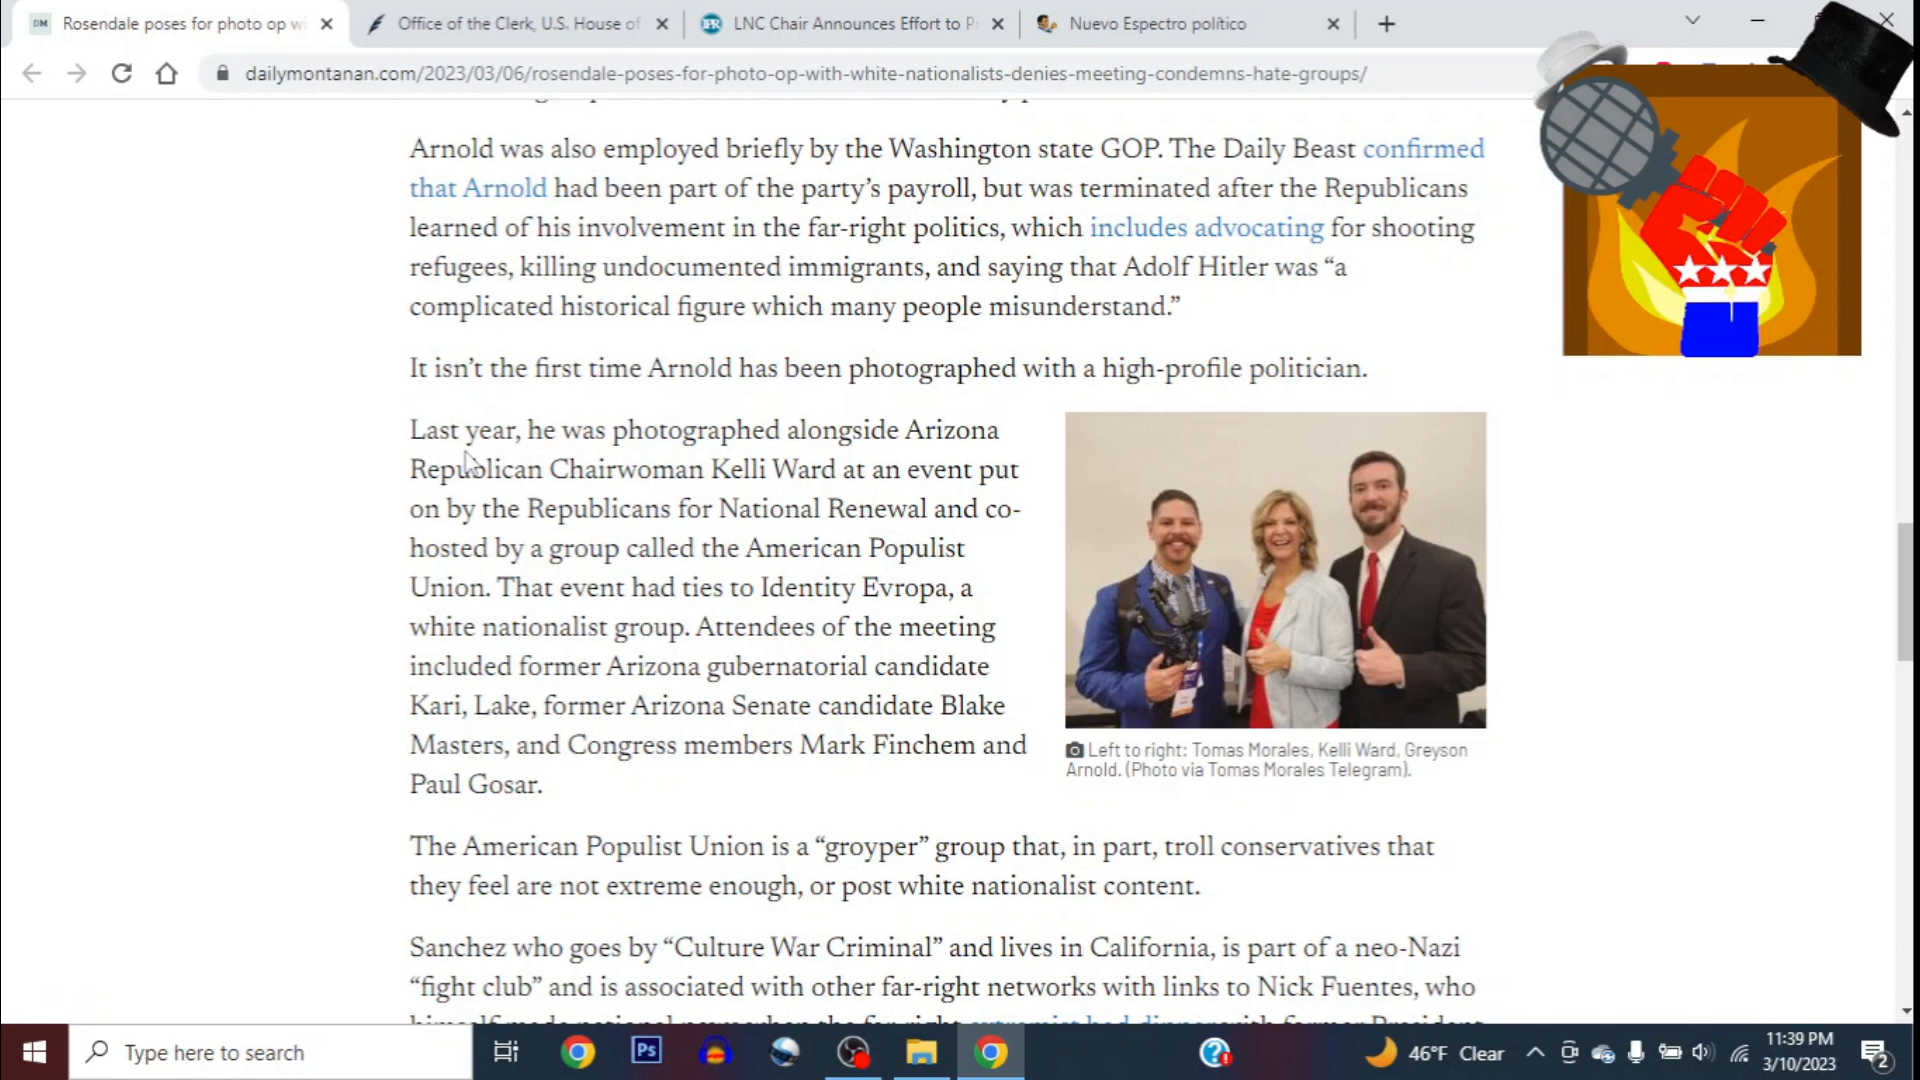 Rosendale poses for photo op wi
Office of the Clerk, U.S. House of
LNC Chair Announces Effort to P
Nuevo Espectro político
dailymontanan.com/2023/03/06/rosendale-poses-for-photo-op-with-white-nationalists-denies-meeting-condemns-hate-groups/
Arnold was also employed briefly by the Washington state GOP. The Daily Beast confirmed
that Arnold had been part of the party’s payroll, but was terminated after the Republicans
learned of his involvement in the far-right politics, which includes advocating for shooting
refugees, killing undocumented immigrants, and saying that Adolf Hitler was “a
complicated historical figure which many people misunderstand.”
It isn’t the first time Arnold has been photographed with a high-profile politician.
Last year, he was photographed alongside Arizona
Republican Chairwoman Kelli Ward at an event put
on by the Republicans for National Renewal and co-
hosted by a group called the American Populist
Union. That event had ties to Identity Evropa, a
white nationalist group. Attendees of the meeting
included former Arizona gubernatorial candidate
Kari, Lake, former Arizona Senate candidate Blake
Masters, and Congress members Mark Finchem and
Paul Gosar.
Left to right: Tomas Morales, Kelli Ward, Greyson
Arnold. (Photo via Tomas Morales Telegram).
The American Populist Union is a “groyper” group that, in part, troll conservatives that
they feel are not extreme enough, or post white nationalist content.
Sanchez who goes by “Culture War Criminal” and lives in California, is part of a neo-Nazi
“fight club” and is associated with other far-right networks with links to Nick Fuentes, who
Type here to search
Ps
46°F Clear
11:39 PM
3/10/2023
2
DM
IPR